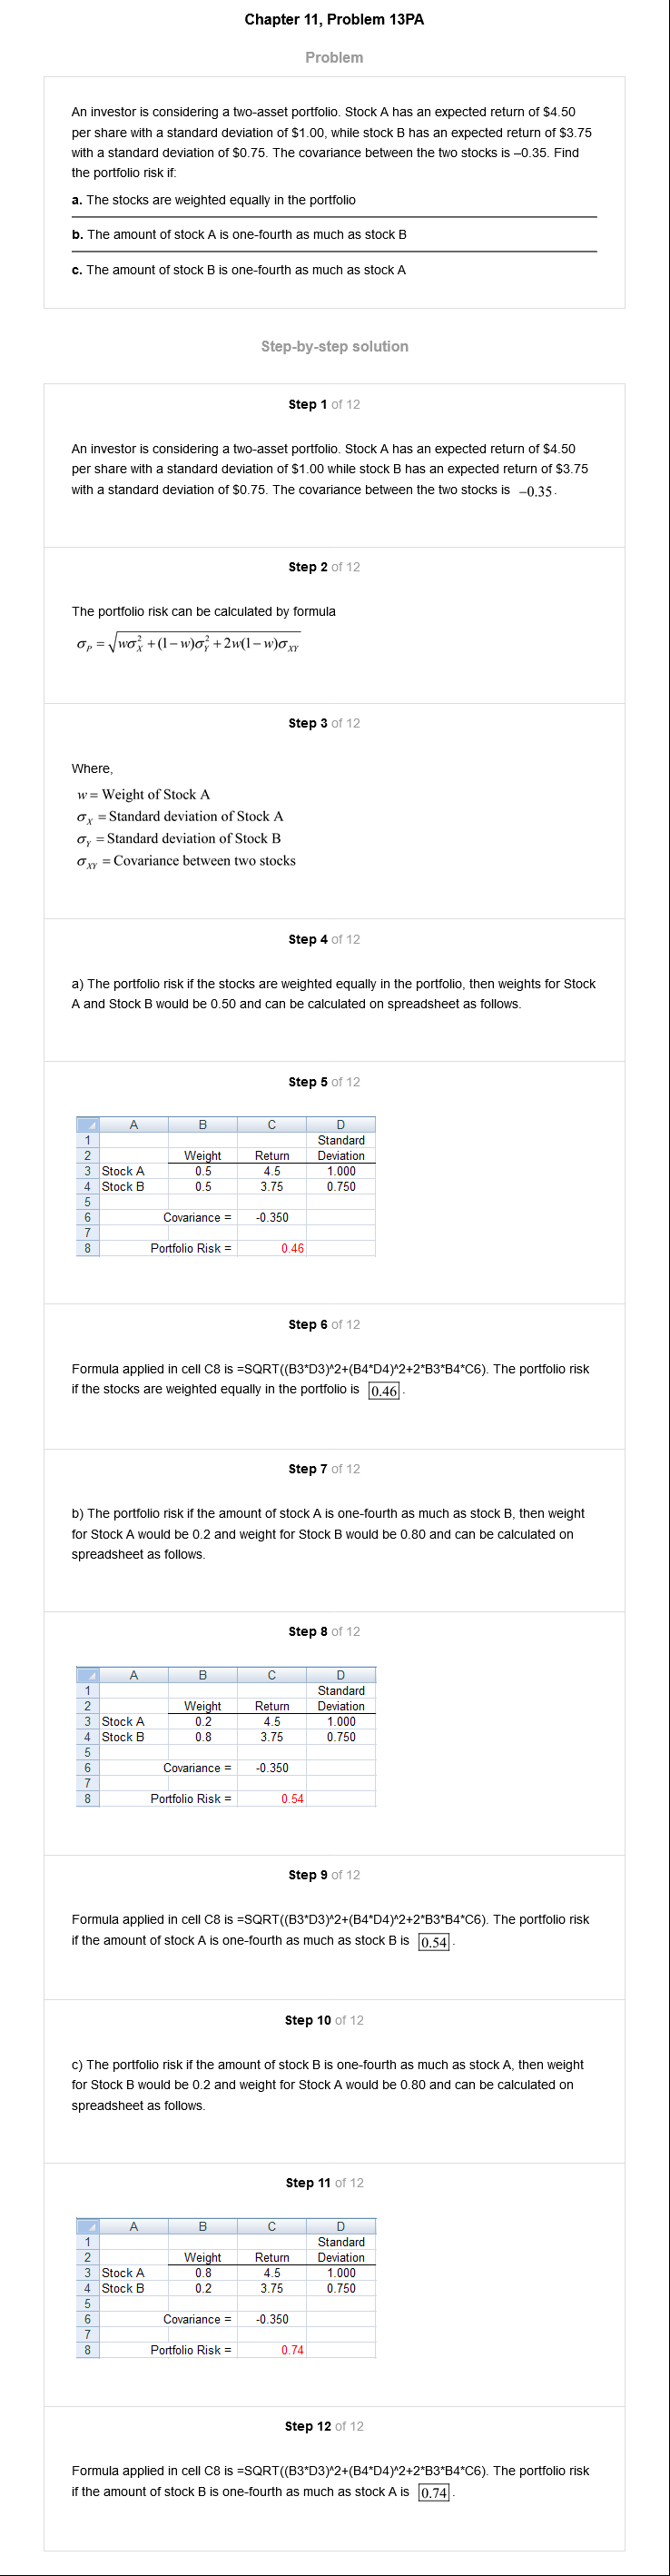 Chapter 11, Problem 13PA
Problem
An investor is considering a two-asset portfolio. Stock A has an expected return of $4.50
per share with a standard deviation of $1.00, while stock B has an expected return of $3.75
with a standard deviation of $0.75. The covariance between the two stocks is –0.35. Find
the portfolio risk if:
a. The stocks are weighted equally in the portfolio
b. The amount of stock A is one-fourth as much as stock B
c. The amount of stock B is one-fourth as much as stock A
Step-by-step solution
Step 1 of 12
An investor is considering a two-asset portfolio. Stock A has an expected return of $4.50
per share with a standard deviation of $1.00 while stock B has an expected return of $3.75
with a standard deviation of $0.75. The covariance between the two stocks is −0.35.
Step 2 of 12
The portfolio risk can be calculated by formula
σ_P = √(wσ_X^2 + (1−w)σ_Y^2 + 2w(1−w)σ_XY)
Step 3 of 12
Where,
w = Weight of Stock A
σ_X = Standard deviation of Stock A
σ_Y = Standard deviation of Stock B
σ_XY = Covariance between two stocks
Step 4 of 12
a) The portfolio risk if the stocks are weighted equally in the portfolio, then weights for Stock
A and Stock B would be 0.50 and can be calculated on spreadsheet as follows.
Step 5 of 12
A B C D
1 Standard
2 Weight Return Deviation
3 Stock A 0.5 4.5 1.000
4 Stock B 0.5 3.75 0.750
5
6 Covariance = -0.350
7
8 Portfolio Risk = 0.46
Step 6 of 12
Formula applied in cell C8 is =SQRT((B3*D3)^2+(B4*D4)^2+2*B3*B4*C6). The portfolio risk
if the stocks are weighted equally in the portfolio is 0.46.
Step 7 of 12
b) The portfolio risk if the amount of stock A is one-fourth as much as stock B, then weight
for Stock A would be 0.2 and weight for Stock B would be 0.80 and can be calculated on
spreadsheet as follows.
Step 8 of 12
A B C D
1 Standard
2 Weight Return Deviation
3 Stock A 0.2 4.5 1.000
4 Stock B 0.8 3.75 0.750
5
6 Covariance = -0.350
7
8 Portfolio Risk = 0.54
Step 9 of 12
Formula applied in cell C8 is =SQRT((B3*D3)^2+(B4*D4)^2+2*B3*B4*C6). The portfolio risk
if the amount of stock A is one-fourth as much as stock B is 0.54.
Step 10 of 12
c) The portfolio risk if the amount of stock B is one-fourth as much as stock A, then weight
for Stock B would be 0.2 and weight for Stock A would be 0.80 and can be calculated on
spreadsheet as follows.
Step 11 of 12
A B C D
1 Standard
2 Weight Return Deviation
3 Stock A 0.8 4.5 1.000
4 Stock B 0.2 3.75 0.750
5
6 Covariance = -0.350
7
8 Portfolio Risk = 0.74
Step 12 of 12
Formula applied in cell C8 is =SQRT((B3*D3)^2+(B4*D4)^2+2*B3*B4*C6). The portfolio risk
if the amount of stock B is one-fourth as much as stock A is 0.74.